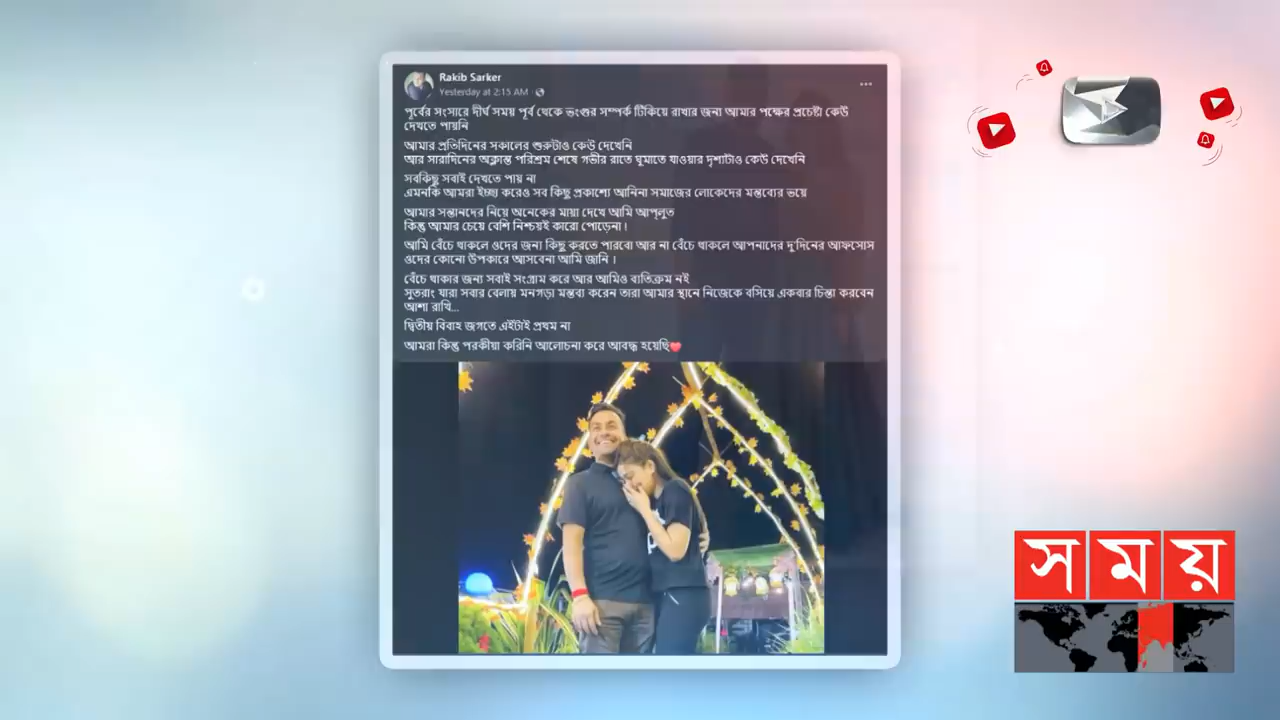 Rakib Sarker
Yesterday at 2:15 AM
পূর্বের সংসারে দীর্ঘ সময় পূর্ব থেকে ভংগুর সম্পর্ক টিকিয়ে রাখার জন্য আমার পক্ষের প্রচেষ্টা কেউ
দেখতে পায়নি
আমার প্রতিদিনের সকালের শুরুটাও কেউ দেখেনি
আর সারাদিনের অক্লান্ত পরিশ্রম শেষে গভীর রাতে ঘুমাতে যাওয়ার দৃশ্যটাও কেউ দেখেনি
সবকিছু সবাই দেখতে পায় না
এমনকি আমরা ইচ্ছা করেও সব কিছু প্রকাশ্যে আনিনা সমাজের লোকেদের মন্তব্যের ভয়ে
আমার সন্তানদের নিয়ে অনেকের মায়া দেখে আমি আপ্লুত
কিন্তু আমার চেয়ে বেশি নিশ্চয়ই কারো পোড়েনা।
আমি বেঁচে থাকলে ওদের জন্য কিছু করতে পারবো আর না বেঁচে থাকলে আপনাদের দু'দিনের আফসোস
ওদের কোনো উপকারে আসবেনা আমি জানি ।
বেঁচে থাকার জন্য সবাই সংগ্রাম করে আর আমিও ব্যতিক্রম নই
সুতরাং যারা সবার বেলায় মনগড়া মন্তব্য করেন তারা আমার স্থানে নিজেকে বসিয়ে একবার চিন্তা করবেন
আশা রাখি...
দ্বিতীয় বিবাহ জগতে এইটাই প্রথম না
আমরা কিন্তু পরকীয়া করিনি আলোচনা করে আবদ্ধ হয়েছি❤️
সময়